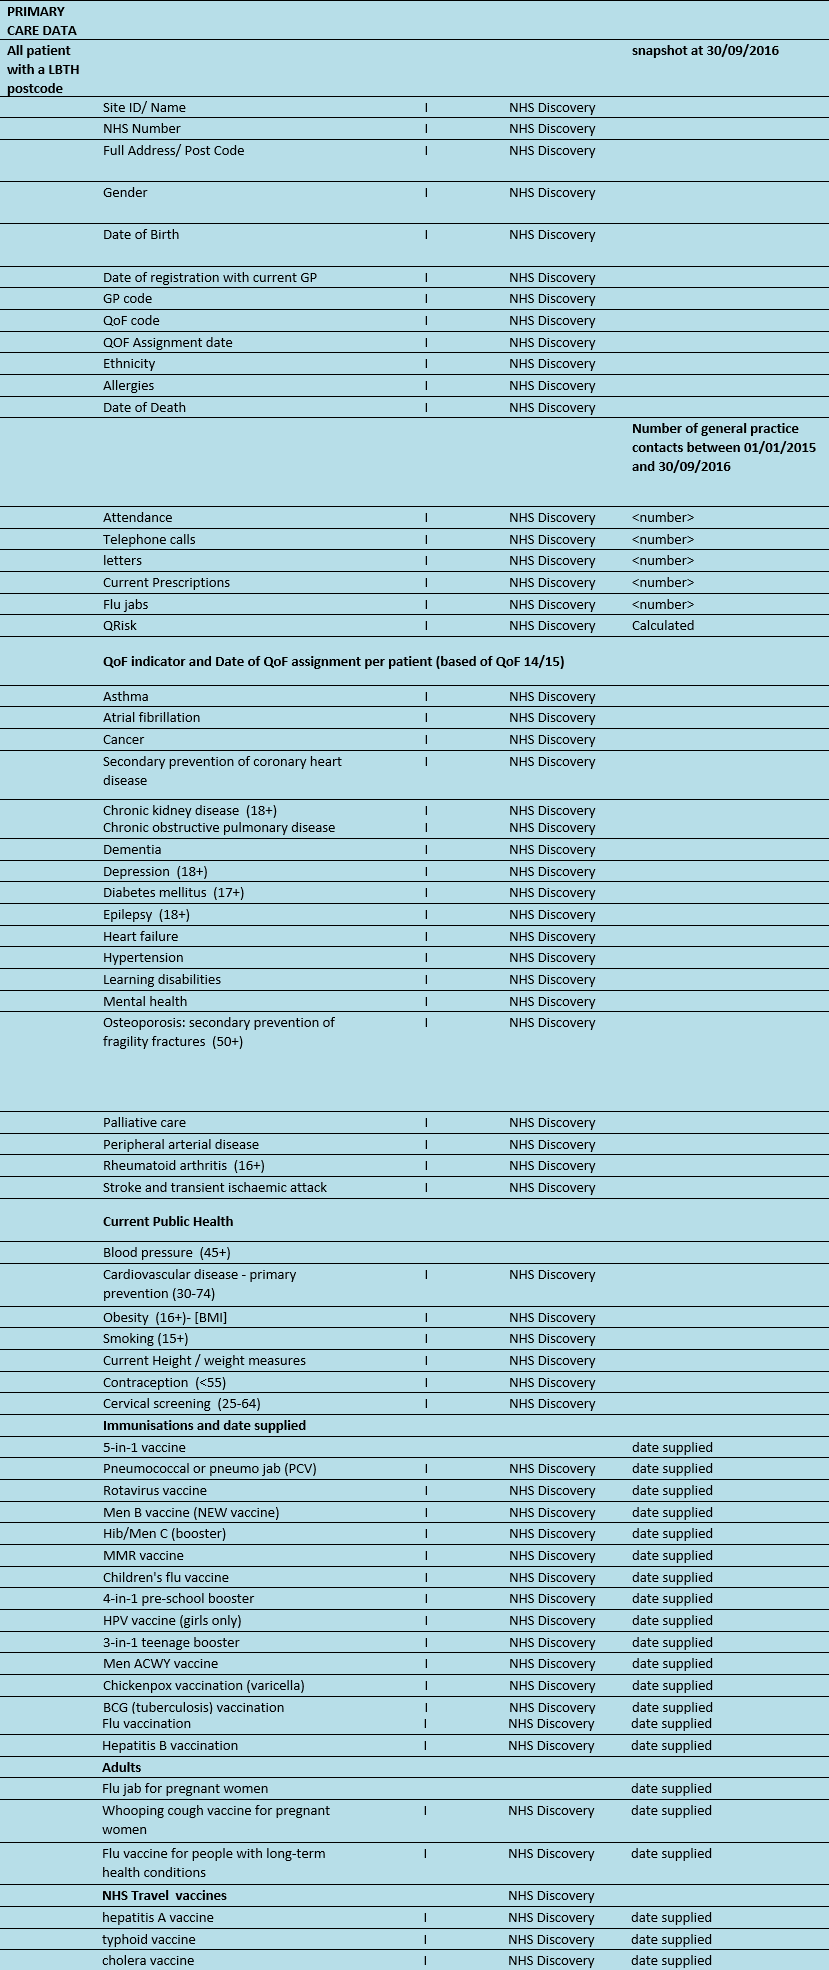 PRIMARY
CARE DATA
All patient
with a LBTH
postcode
snapshot at 30/09/2016
Site ID/ Name I NHS Discovery
NHS Number I NHS Discovery
Full Address/ Post Code I NHS Discovery
Gender I NHS Discovery
Date of Birth I NHS Discovery
Date of registration with current GP I NHS Discovery
GP code I NHS Discovery
QoF code I NHS Discovery
QOF Assignment date I NHS Discovery
Ethnicity I NHS Discovery
Allergies I NHS Discovery
Date of Death I NHS Discovery
Number of general practice
contacts between 01/01/2015
and 30/09/2016
Attendance I NHS Discovery <number>
Telephone calls I NHS Discovery <number>
letters I NHS Discovery <number>
Current Prescriptions I NHS Discovery <number>
Flu jabs I NHS Discovery <number>
QRisk I NHS Discovery Calculated
QoF indicator and Date of QoF assignment per patient (based of QoF 14/15)
Asthma I NHS Discovery
Atrial fibrillation I NHS Discovery
Cancer I NHS Discovery
Secondary prevention of coronary heart I NHS Discovery
disease
Chronic kidney disease (18+) I NHS Discovery
Chronic obstructive pulmonary disease I NHS Discovery
Dementia I NHS Discovery
Depression (18+) I NHS Discovery
Diabetes mellitus (17+) I NHS Discovery
Epilepsy (18+) I NHS Discovery
Heart failure I NHS Discovery
Hypertension I NHS Discovery
Learning disabilities I NHS Discovery
Mental health I NHS Discovery
Osteoporosis: secondary prevention of I NHS Discovery
fragility fractures (50+)
Palliative care I NHS Discovery
Peripheral arterial disease I NHS Discovery
Rheumatoid arthritis (16+) I NHS Discovery
Stroke and transient ischaemic attack I NHS Discovery
Current Public Health
Blood pressure (45+)
Cardiovascular disease - primary I NHS Discovery
prevention (30-74)
Obesity (16+)- [BMI] I NHS Discovery
Smoking (15+) I NHS Discovery
Current Height / weight measures I NHS Discovery
Contraception (<55) I NHS Discovery
Cervical screening (25-64) I NHS Discovery
Immunisations and date supplied
5-in-1 vaccine date supplied
Pneumococcal or pneumo jab (PCV) I NHS Discovery date supplied
Rotavirus vaccine I NHS Discovery date supplied
Men B vaccine (NEW vaccine) I NHS Discovery date supplied
Hib/Men C (booster) I NHS Discovery date supplied
MMR vaccine I NHS Discovery date supplied
Children's flu vaccine I NHS Discovery date supplied
4-in-1 pre-school booster I NHS Discovery date supplied
HPV vaccine (girls only) I NHS Discovery date supplied
3-in-1 teenage booster I NHS Discovery date supplied
Men ACWY vaccine I NHS Discovery date supplied
Chickenpox vaccination (varicella) I NHS Discovery date supplied
BCG (tuberculosis) vaccination I NHS Discovery date supplied
Flu vaccination I NHS Discovery date supplied
Hepatitis B vaccination I NHS Discovery date supplied
Adults
Flu jab for pregnant women date supplied
Whooping cough vaccine for pregnant I NHS Discovery date supplied
women
Flu vaccine for people with long-term I NHS Discovery date supplied
health conditions
NHS Travel vaccines NHS Discovery
hepatitis A vaccine I NHS Discovery date supplied
typhoid vaccine I NHS Discovery date supplied
cholera vaccine I NHS Discovery date supplied